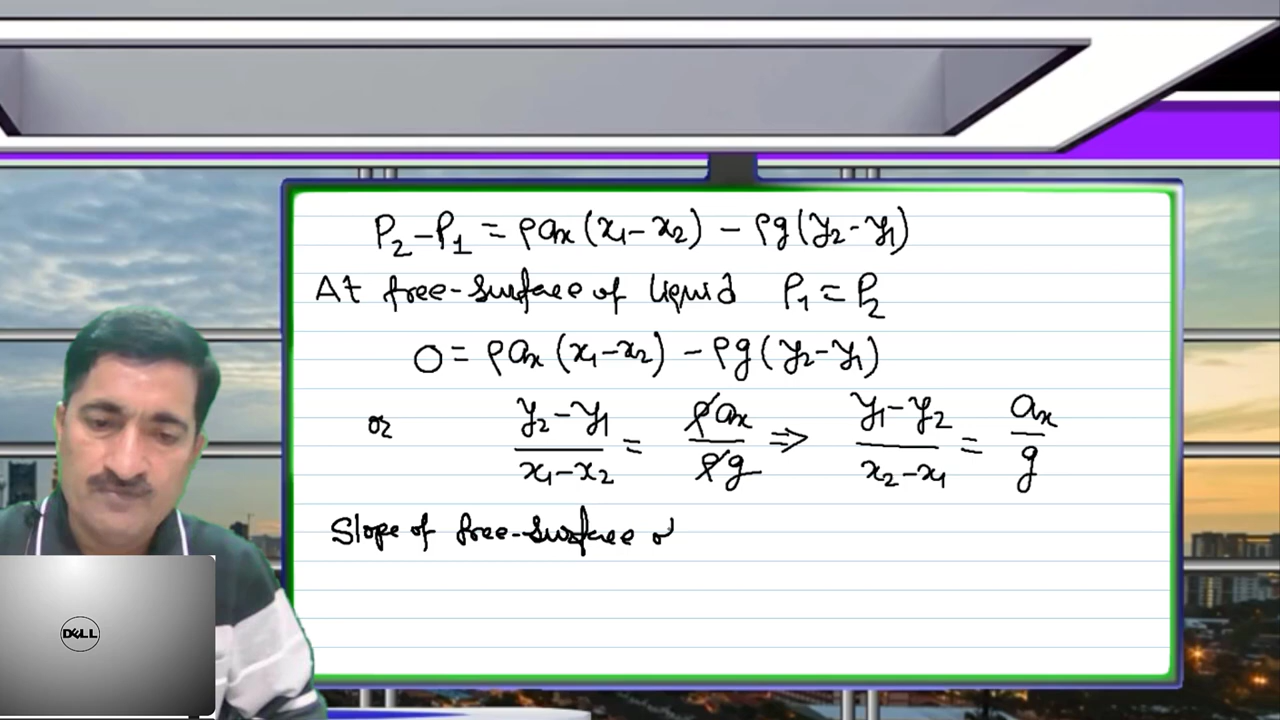 P₂-P₁ = ρaₓ(x₁-x₂) - ρg(y₂-y₁)
At free-surface of liquid P₁ = P₂
0 = ρaₓ(x₁-x₂) - ρg(y₂-y₁)
or (y₂-y₁)/(x₁-x₂) = ρaₓ/ρg ⇒ (y₁-y₂)/(x₂-x₁) = aₓ/g
Slope of free-surface o
DELL